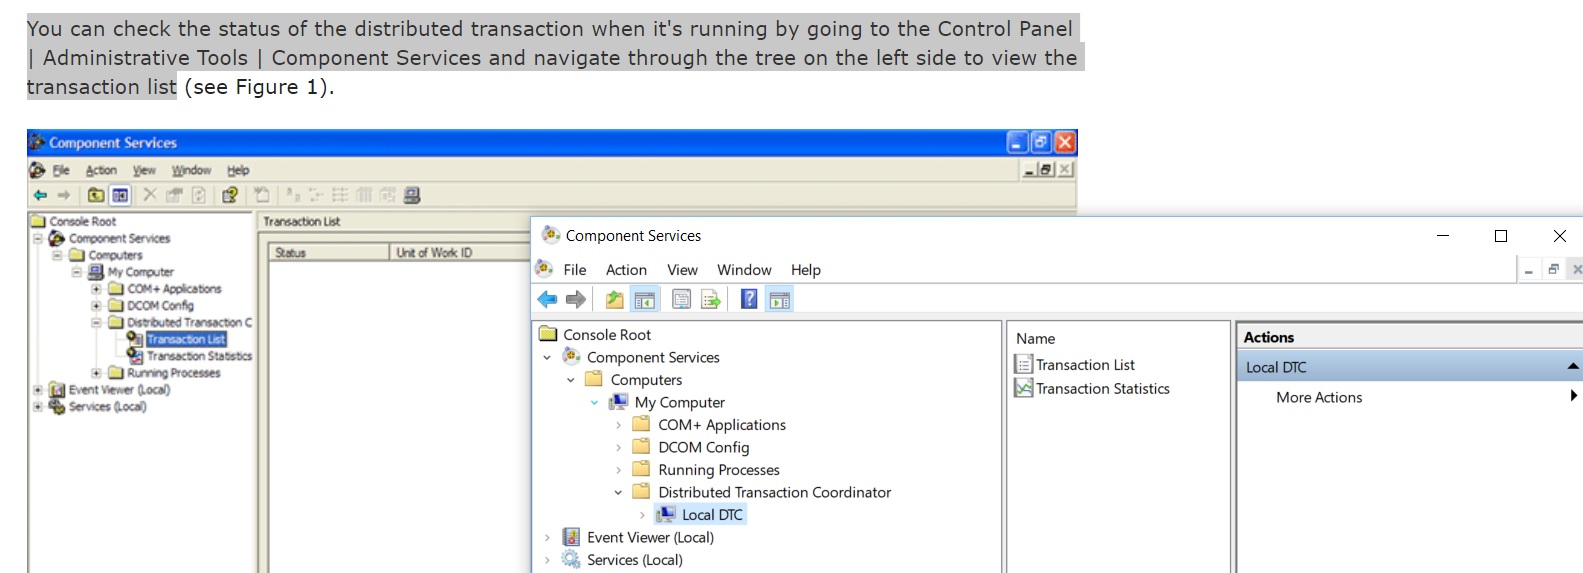 You can check the status of the distributed transaction when it's running by going to the Control Panel
| Administrative Tools | Component Services and navigate through the tree on the left side to view the
transaction list (see Figure 1).
Component Services
File Action View Window Help
Console Root
Component Services
Computers
My Computer
COM+ Applications
DCOM Config
Distributed Transaction C
Transaction List
Transaction Statistics
Running Processes
Event Viewer (Local)
Services (Local)
Transaction List
Status Unit of Work ID
Component Services
File Action View Window Help
Console Root
Component Services
Computers
My Computer
COM+ Applications
DCOM Config
Running Processes
Distributed Transaction Coordinator
Local DTC
Event Viewer (Local)
Services (Local)
Name
Transaction List
Transaction Statistics
Actions
Local DTC
More Actions